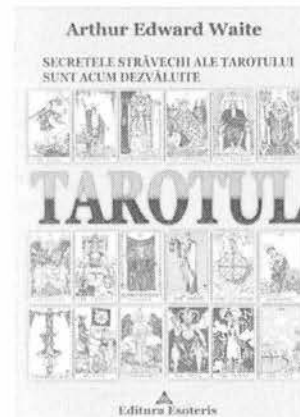 Arthur Edward Waite
SECRETELE STRĂVECHI ALE TAROTULUI
SUNT ACUM DEZVĂLUITE
TAROTUL
Editura Esoteris